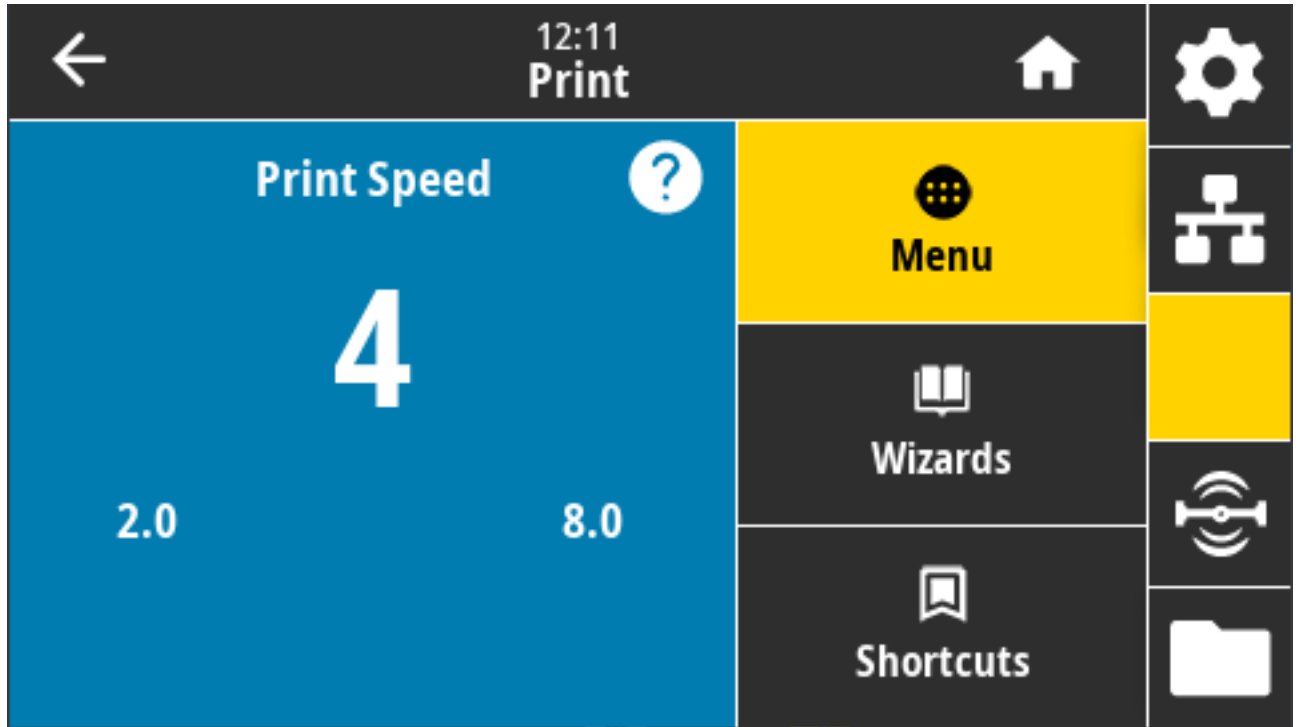 12:11
Print
Print Speed
?
4
2.0
8.0
Menu
Wizards
Shortcuts